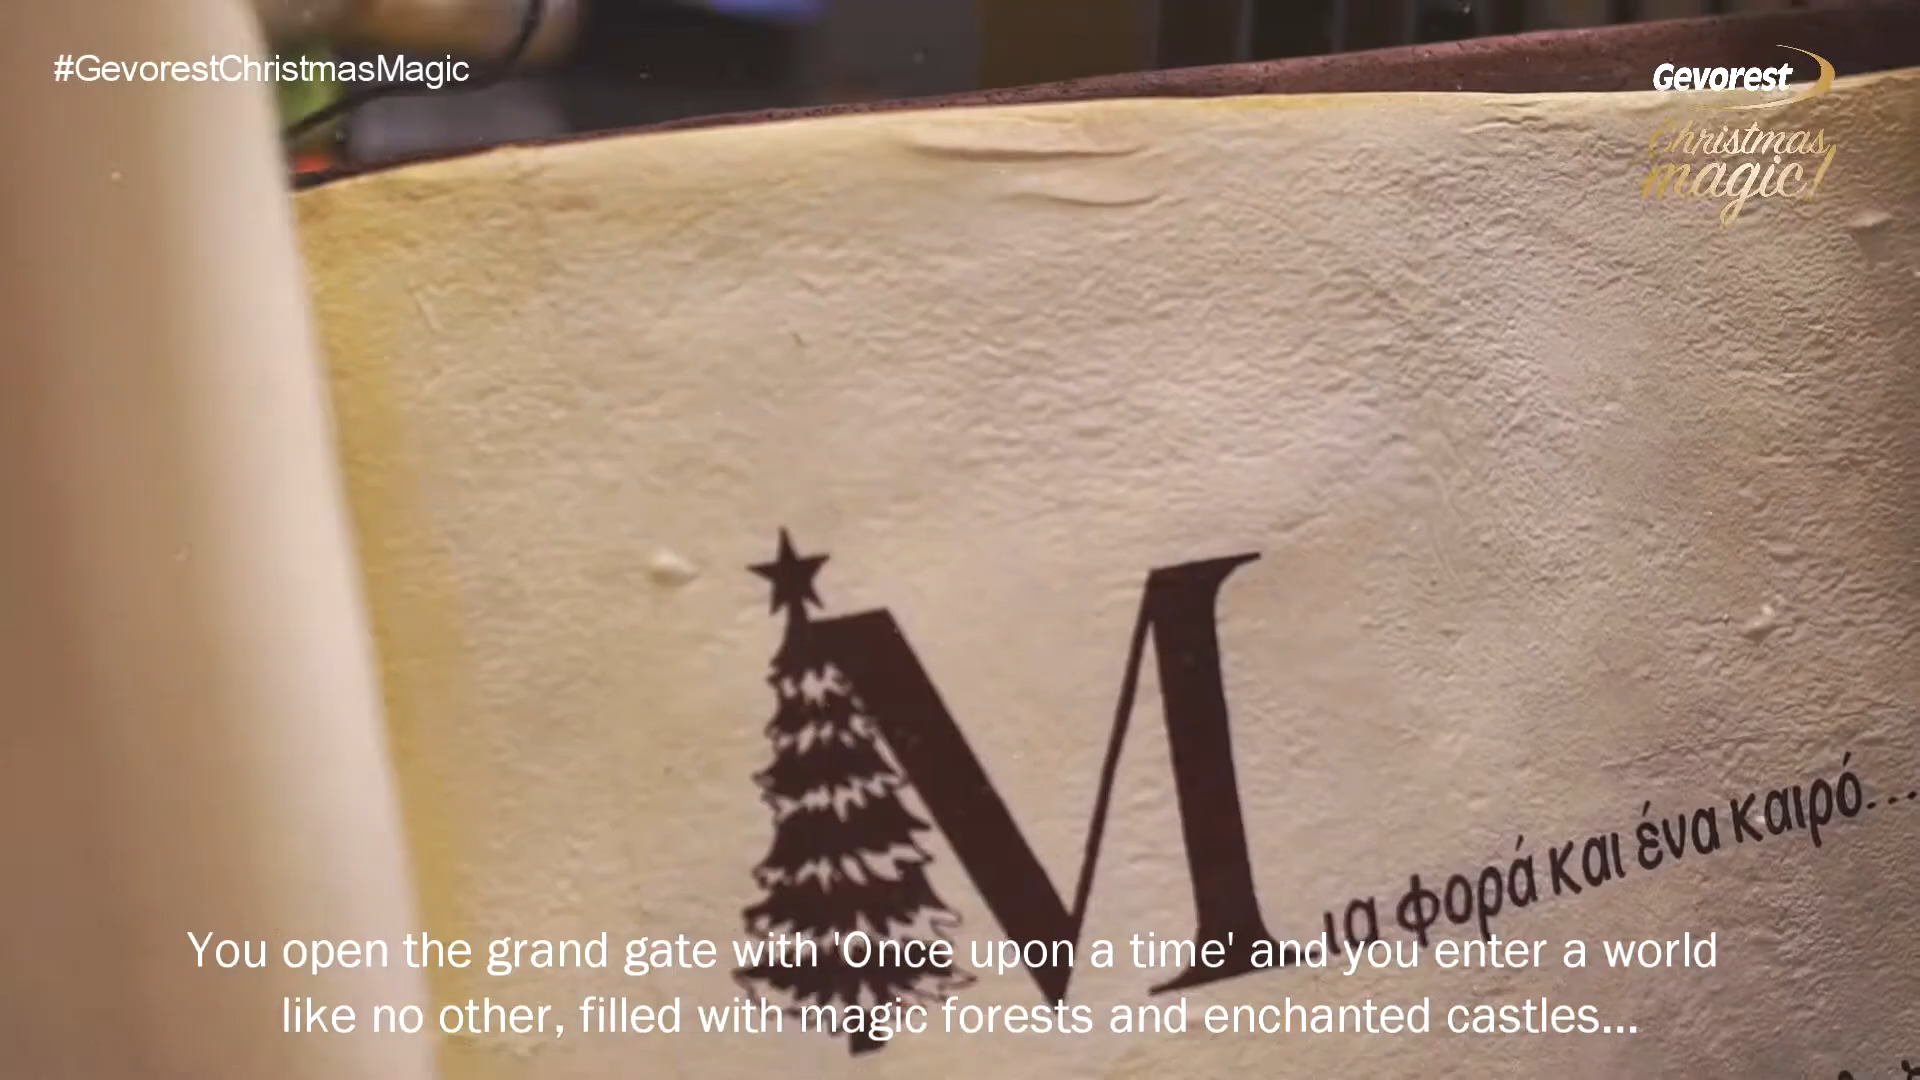 #GevorestChristmasMagic
Gevorest
Christmas
magic!
Μια φορά και ένα καιρό...
You open the grand gate with 'Once upon a time' and you enter a world
like no other, filled with magic forests and enchanted castles...